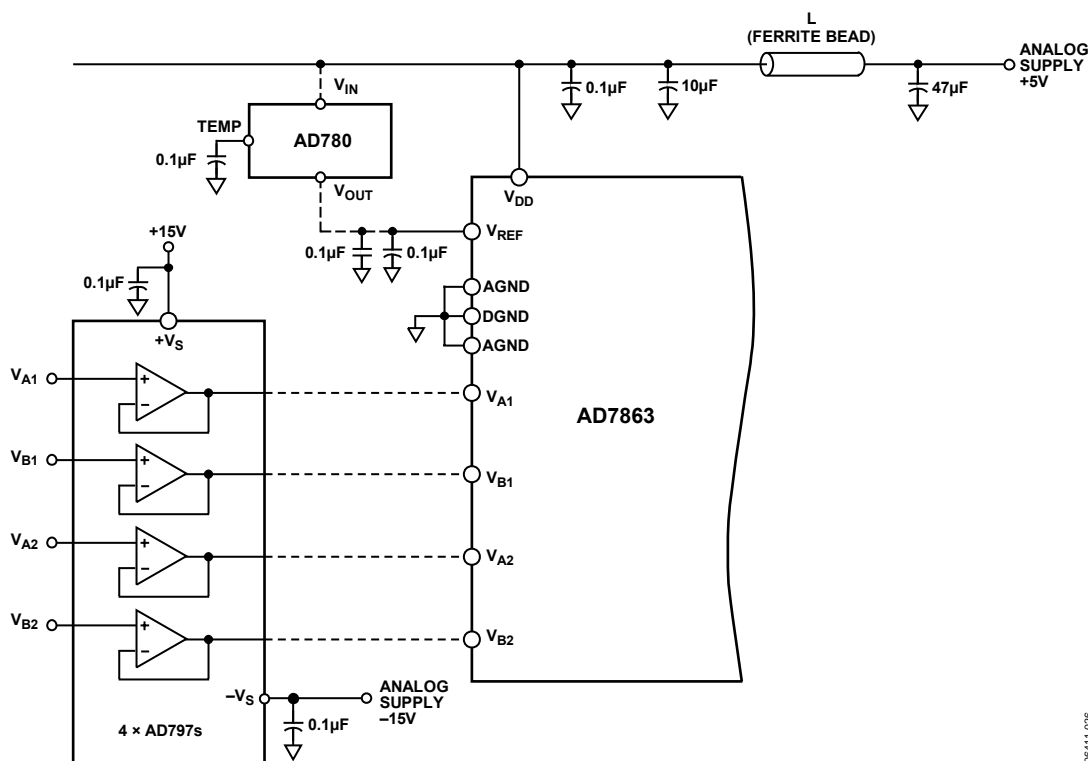 L
(FERRITE BEAD)
ANALOG
SUPPLY
+5V
VIN
0.1µF
10µF
47µF
TEMP
AD780
0.1µF
VOUT
VDD
+15V
VREF
0.1µF
0.1µF
0.1µF
AGND
DGND
AGND
+VS
VA1
VA1
AD7863
VB1
VB1
VA2
VA2
VB2
VB2
–VS
ANALOG
SUPPLY
–15V
0.1µF
4 × AD797s